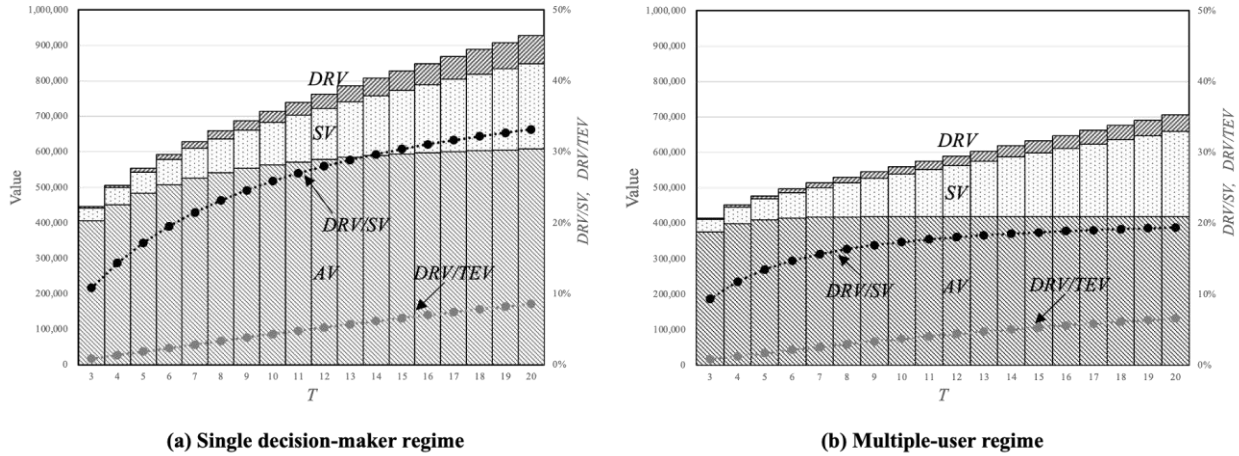 1,000,000
900,000
800,000
700,000
600,000
500,000
400,000
300,000
200,000
100,000
0
Value
50%
40%
30%
20%
10%
0%
DRV/SV, DRV/TEV
DRV
SV
DRV/SV
AV
DRV/TEV
3 4 5 6 7 8 9 10 11 12 13 14 15 16 17 18 19 20
T
(a) Single decision-maker regime
1,000,000
900,000
800,000
700,000
600,000
500,000
400,000
300,000
200,000
100,000
0
Value
50%
40%
30%
20%
10%
0%
DRV/SV, DRV/TEV
DRV
SV
DRV/SV
AV
DRV/TEV
3 4 5 6 7 8 9 10 11 12 13 14 15 16 17 18 19 20
T
(b) Multiple-user regime